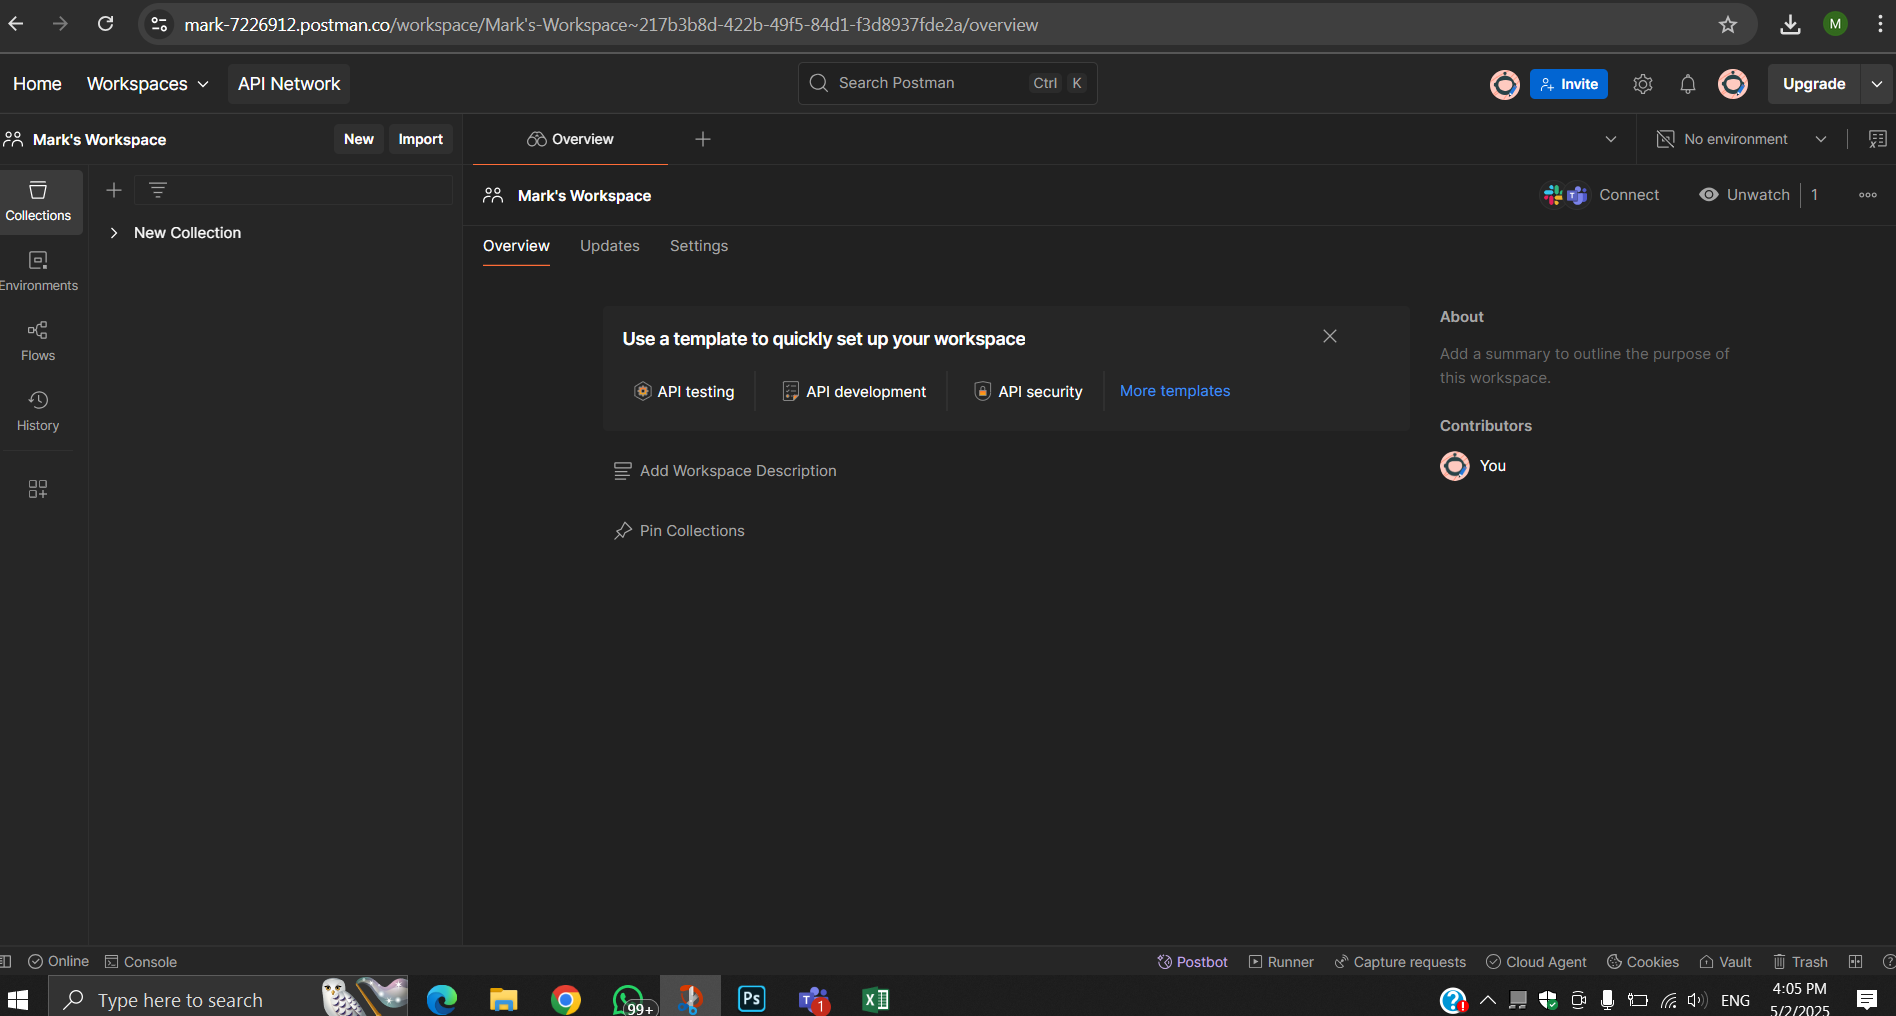 mark-7226912.postman.co/workspace/Mark's-Workspace~217b3b8d-422b-49f5-84d1-f3d8937fde2a/overview
M
Home Workspaces API Network
Search Postman Ctrl K
Invite
Upgrade
Mark's Workspace New Import
Overview
No environment
Collections
Environments
Flows
History
New Collection
Mark's Workspace
Connect Unwatch 1
Overview Updates Settings
Use a template to quickly set up your workspace
API testing API development API security More templates
Add Workspace Description
Pin Collections
About
Add a summary to outline the purpose of
this workspace.
Contributors
You
Online Console
Postbot Runner Capture requests Cloud Agent Cookies Vault Trash
Type here to search
99+
Ps
1
ENG
4:05 PM
5/2/2025